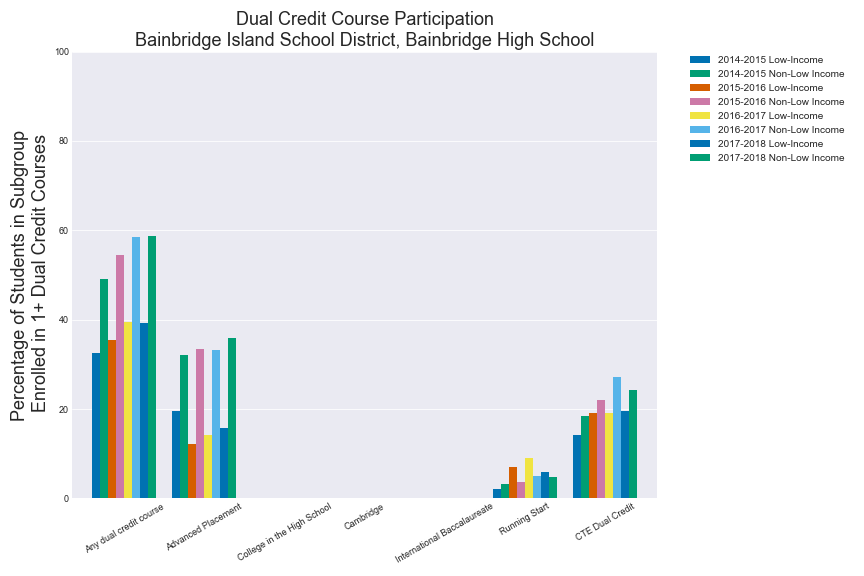 Dual Credit Course Participation
Bainbridge Island School District, Bainbridge High School
Percentage of Students in Subgroup
Enrolled in 1+ Dual Credit Courses
100
80
60
40
20
0
Any dual credit course
Advanced Placement
College in the High School
Cambridge
International Baccalaureate
Running Start
CTE Dual Credit
2014-2015 Low-Income
2014-2015 Non-Low Income
2015-2016 Low-Income
2015-2016 Non-Low Income
2016-2017 Low-Income
2016-2017 Non-Low Income
2017-2018 Low-Income
2017-2018 Non-Low Income